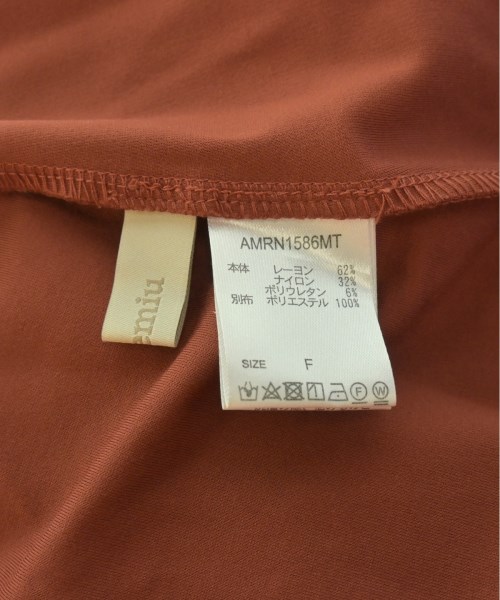 emiu
AMRN1586MT
本体 レーヨン 62%
ナイロン 32%
ポリウレタン 6%
別布 ポリエステル 100%
SIZE F
F W